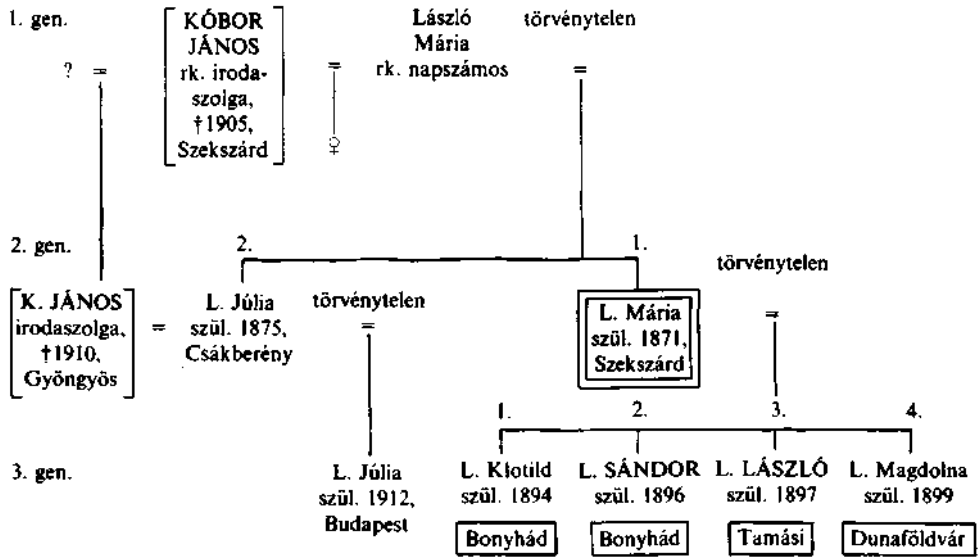 1. gen.
KÓBOR
JÁNOS
rk. iroda-
szolga,
†1905,
Szekszárd
László
Mária
rk. napszámos
törvénytelen
? =
=
=
♀
2. gen.
2.
1.
törvénytelen
K. JÁNOS
irodaszolga,
†1910,
Gyöngyös
=
L. Júlia
szül. 1875,
Csákberény
törvénytelen
=
L. Mária
szül. 1871,
Szekszárd
=
1.
2.
3.
4.
3. gen.
L. Júlia
szül. 1912,
Budapest
L. Klotild
szül. 1894
Bonyhád
L. SÁNDOR
szül. 1896
Bonyhád
L. LÁSZLÓ
szül. 1897
Tamási
L. Magdolna
szül. 1899
Dunaföldvár